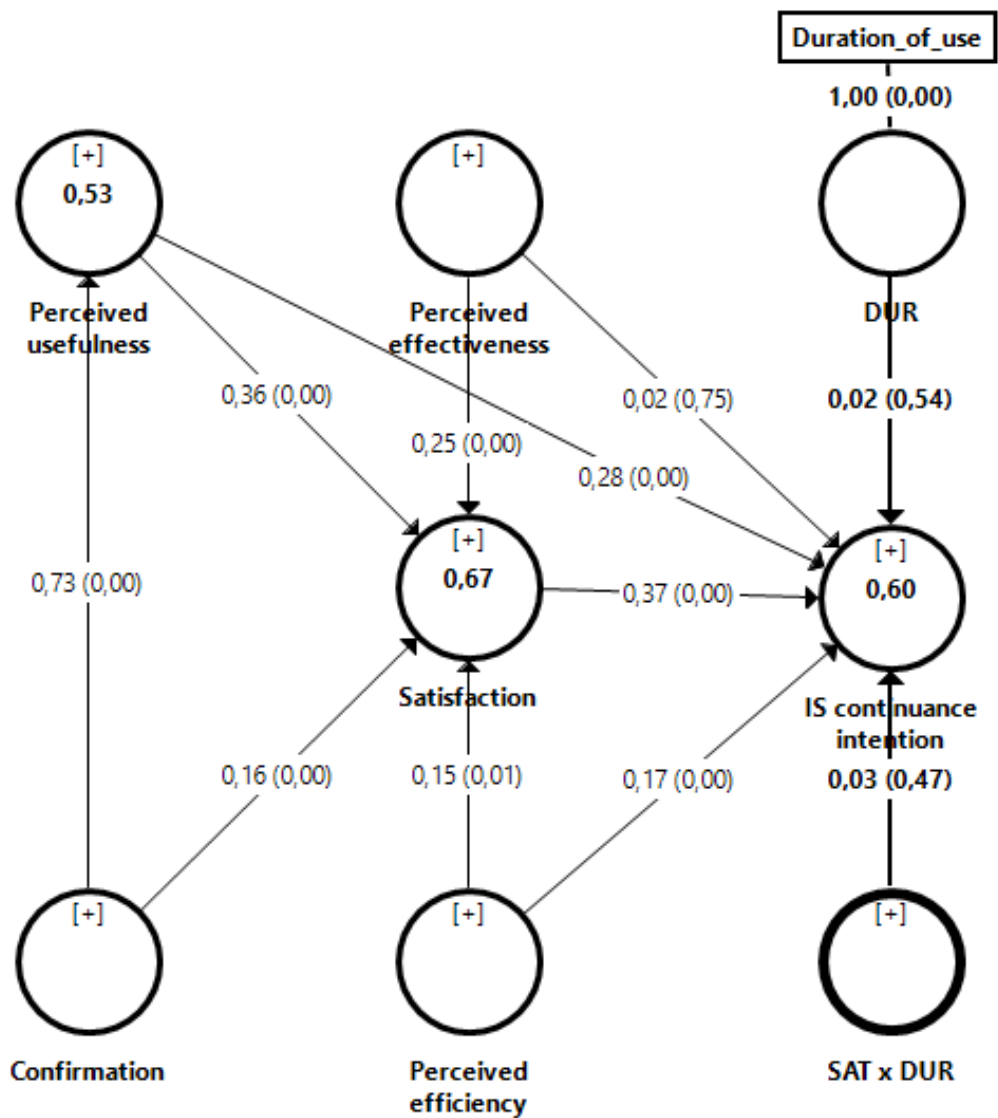 Duration_of_use
1,00 (0,00)
[+]
0,53
[+]
Perceived
usefulness
Perceived
effectiveness
DUR
0,36 (0,00)
0,02 (0,75)
0,02 (0,54)
0,25 (0,00)
0,28 (0,00)
[+]
0,67
[+]
0,60
0,73 (0,00)
0,37 (0,00)
Satisfaction
IS continuance
intention
0,16 (0,00)
0,15 (0,01)
0,17 (0,00)
0,03 (0,47)
[+]
[+]
[+]
Confirmation
Perceived
efficiency
SAT x DUR